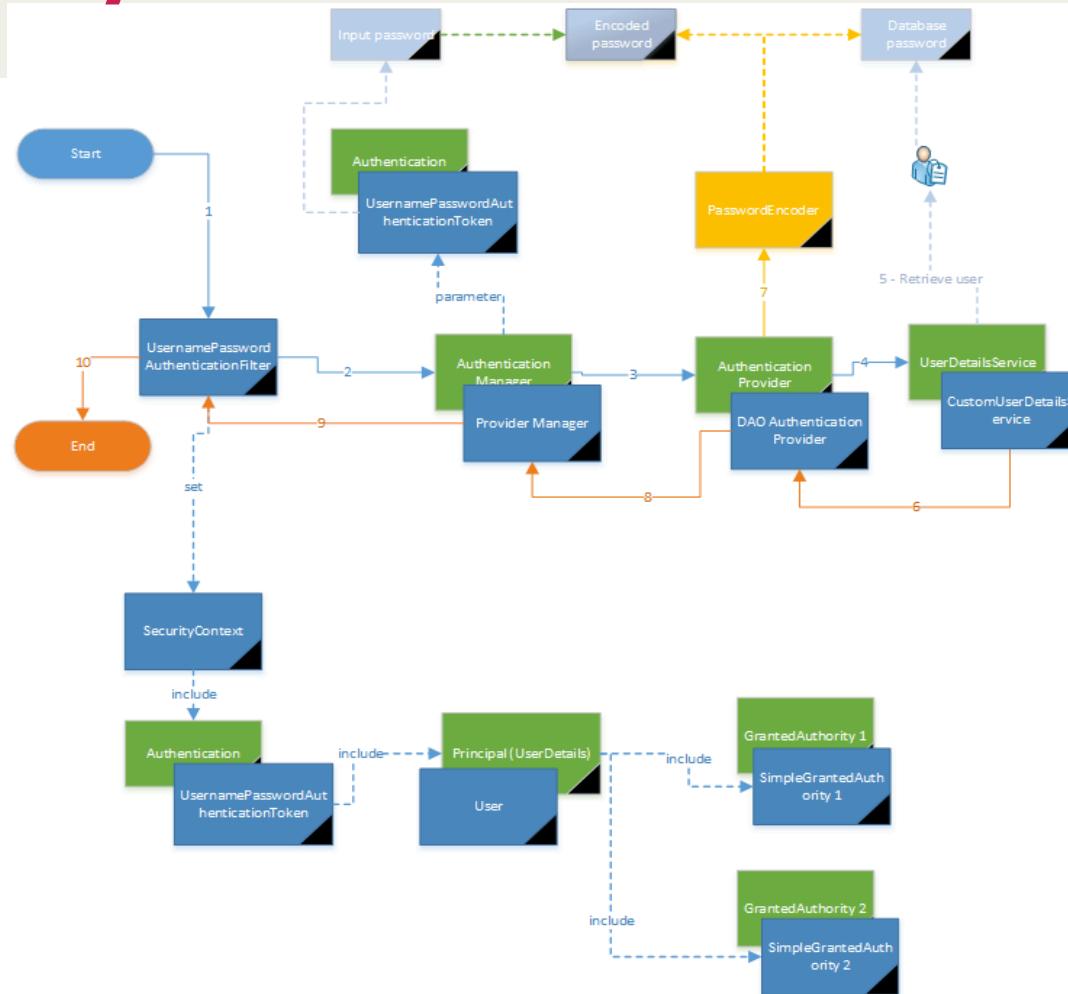 Input password
Encoded
password
Database
password
Start
Authentication
UsernamePasswordAut
henticationToken
PasswordEncoder
1
5 - Retrieve user
7
parameter
UsernamePassword
AuthenticationFilter
10
2
Authentication
Manager
Provider Manager
3
Authentication
Provider
DAO Authentication
Provider
4
UserDetailsService
CustomUserDetailsS
ervice
End
9
8
6
set
SecurityContext
include
Authentication
UsernamePasswordAut
henticationToken
include
Principal (UserDetails)
User
include
GrantedAuthority 1
SimpleGrantedAuth
ority 1
include
GrantedAuthority 2
SimpleGrantedAuth
ority 2